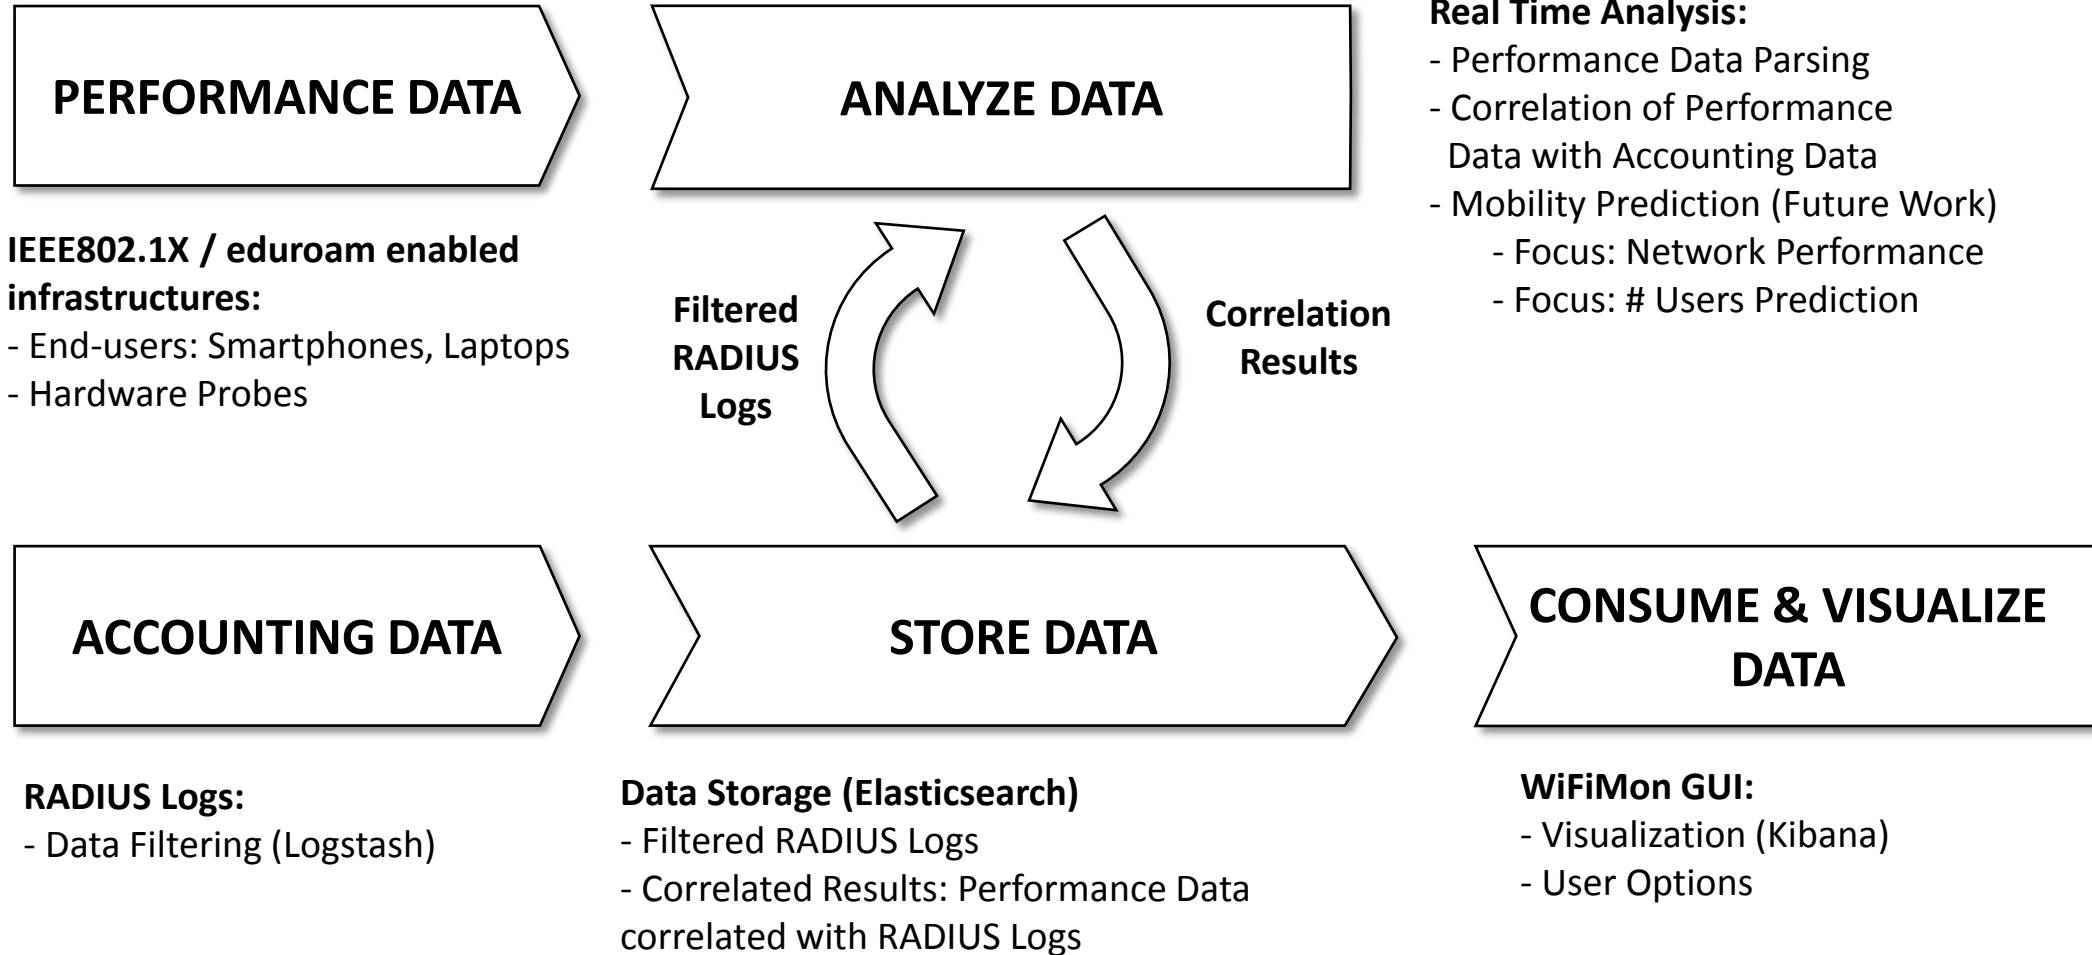 PERFORMANCE DATA
IEEE802.1X / eduroam enabled
infrastructures:
- End-users: Smartphones, Laptops
- Hardware Probes
ANALYZE DATA
Real Time Analysis:
- Performance Data Parsing
- Correlation of Performance
Data with Accounting Data
- Mobility Prediction (Future Work)
- Focus: Network Performance
- Focus: # Users Prediction
Filtered
RADIUS
Logs
Correlation
Results
ACCOUNTING DATA
RADIUS Logs:
- Data Filtering (Logstash)
STORE DATA
Data Storage (Elasticsearch)
- Filtered RADIUS Logs
- Correlated Results: Performance Data
correlated with RADIUS Logs
CONSUME & VISUALIZE
DATA
WiFiMon GUI:
- Visualization (Kibana)
- User Options